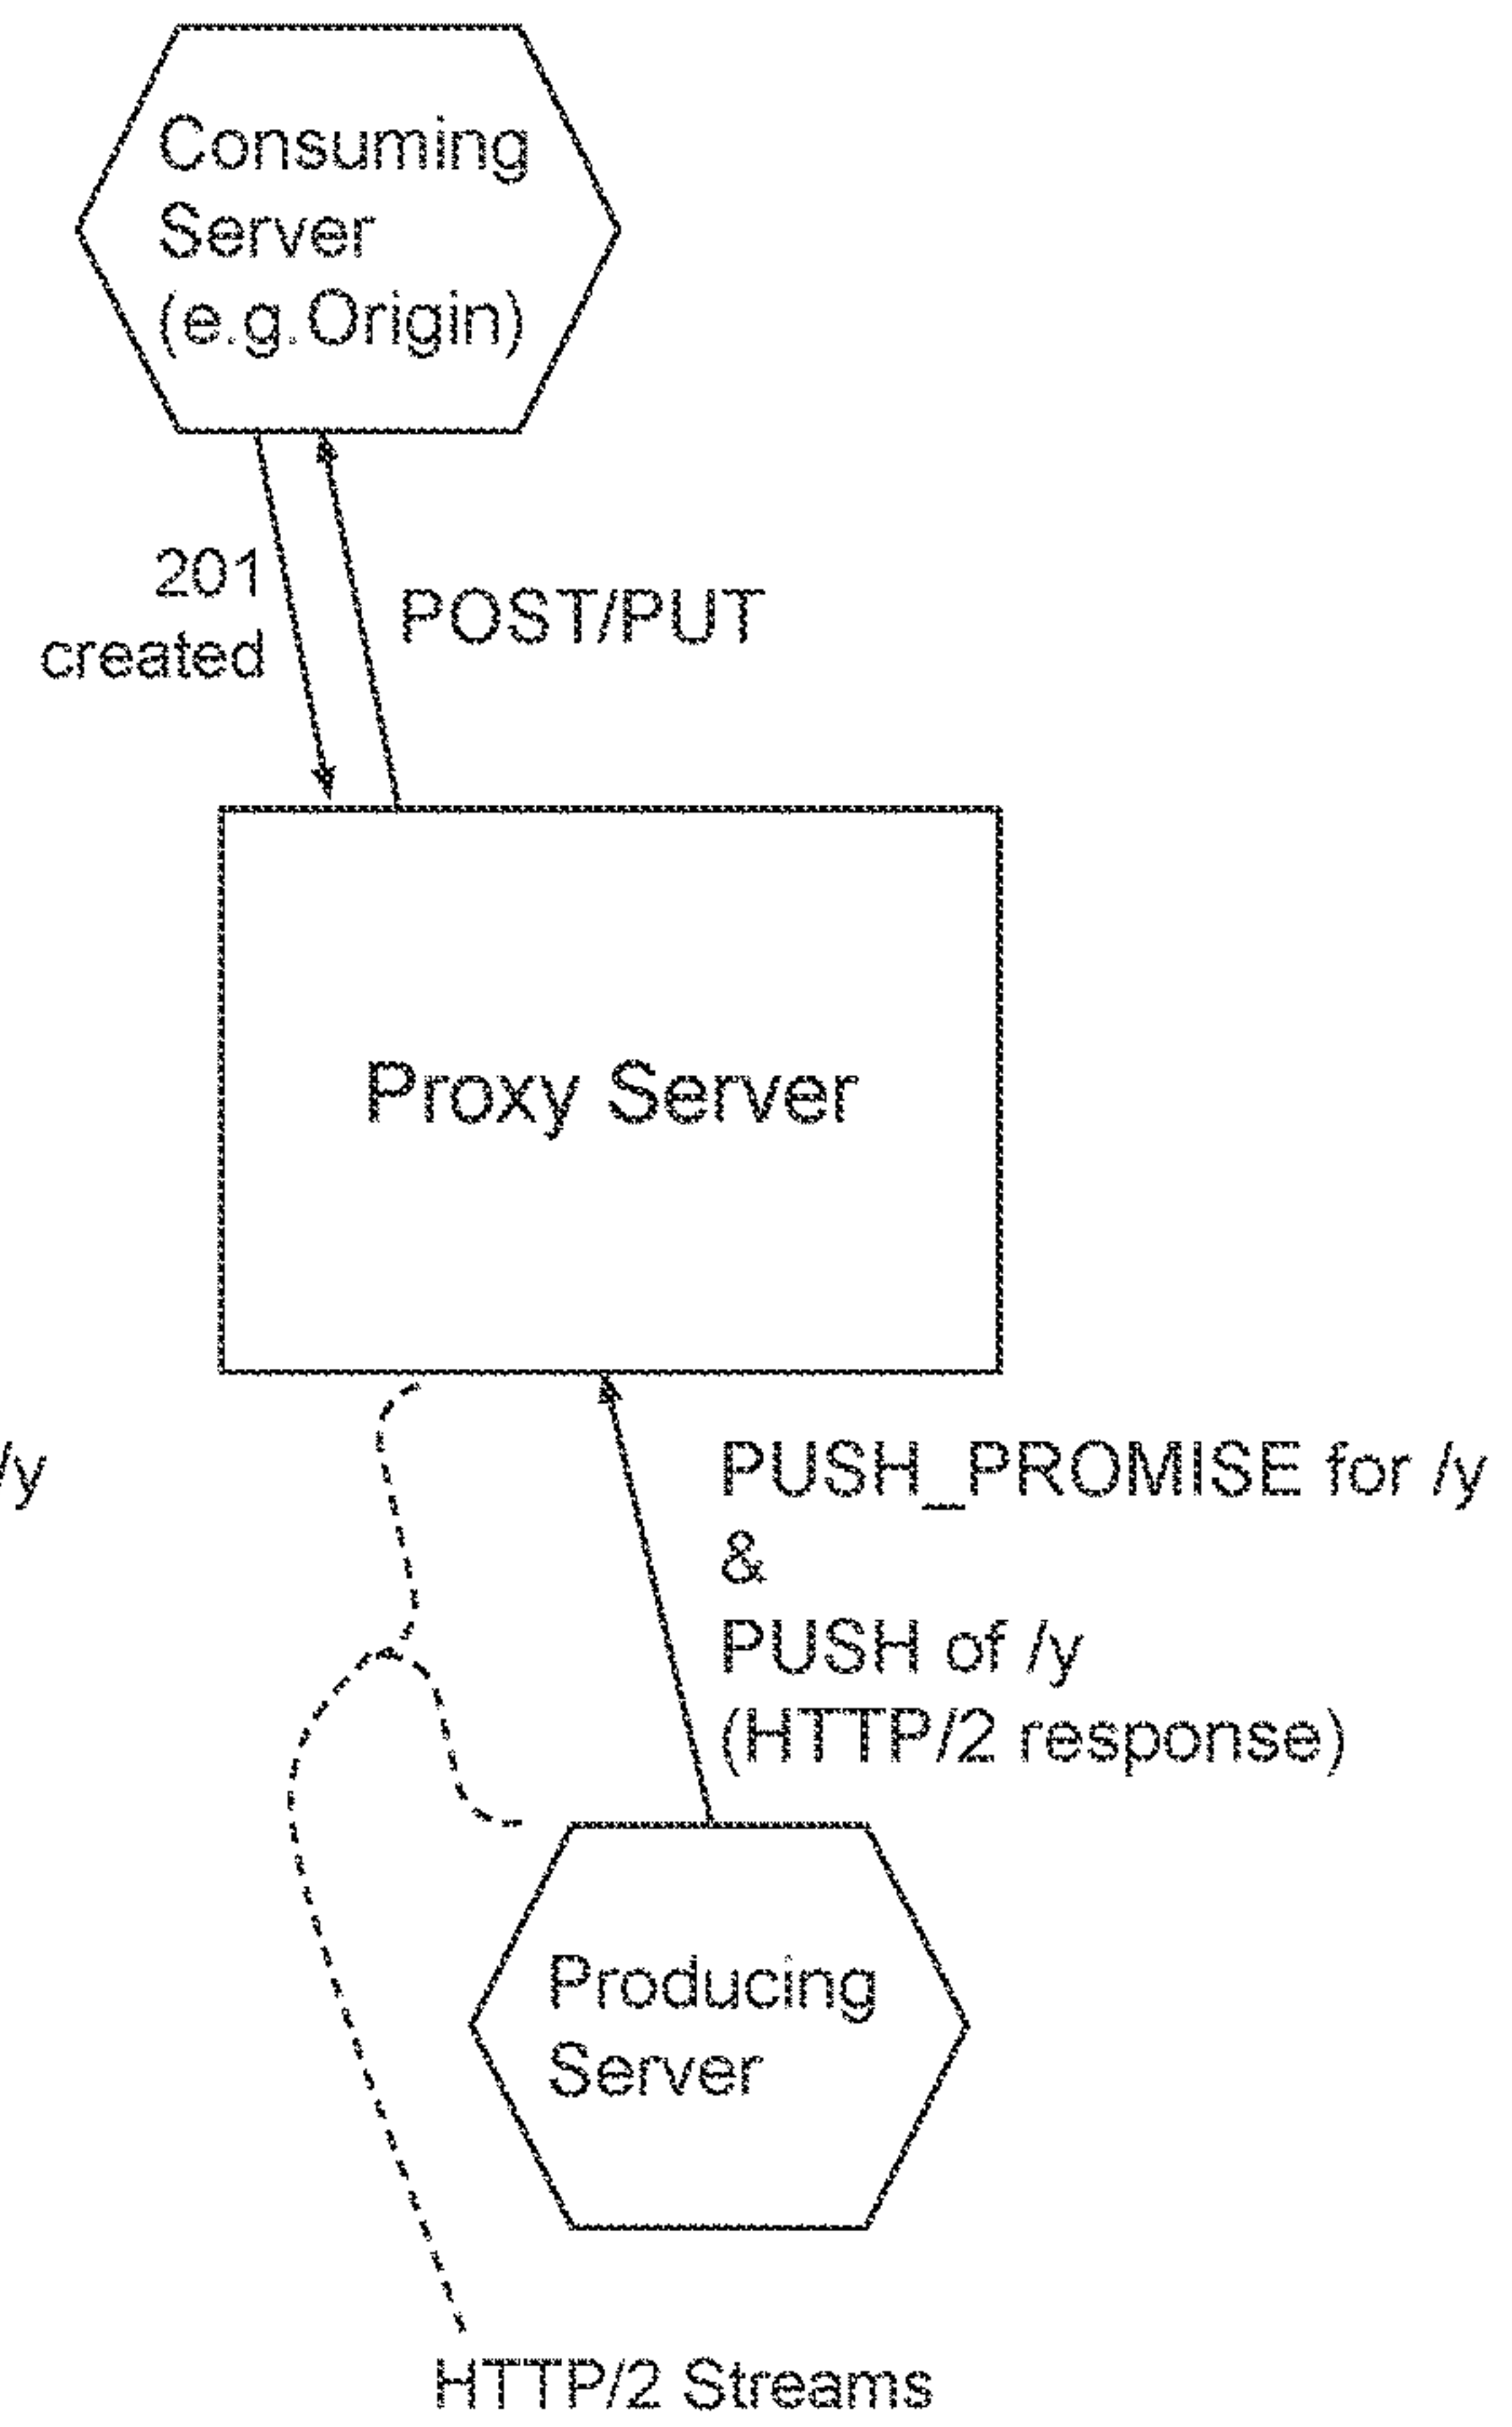 Consuming
Server
(e.g.Origin)
201
created
POST/PUT
Proxy Server
/y
PUSH_PROMISE for /y
&
PUSH of /y
(HTTP/2 response)
Producing
Server
HTTP/2 Streams